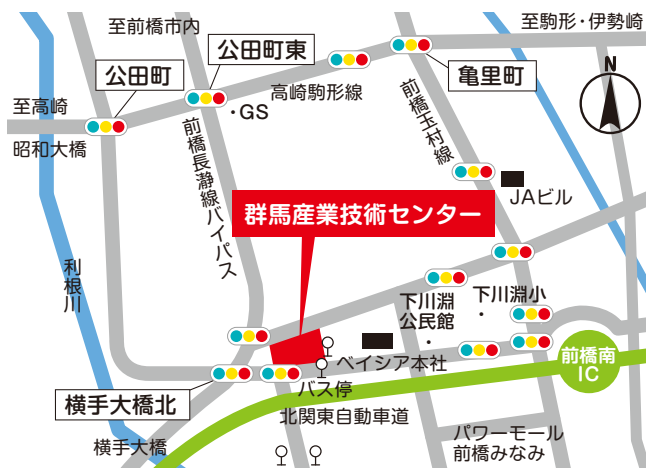 至前橋市内
至駒形・伊勢崎
公田町東
亀里町
公田町
N
高崎駒形線
至高崎
・GS
昭和大橋
前橋長瀞線バイパス
前橋玉村線
JAビル
群馬産業技術センター
利根川
下川淵
公民館
・
下川淵小
・
ベイシア本社
前橋南
IC
横手大橋北
バス停
北関東自動車道
横手大橋
パワーモール
前橋みなみ